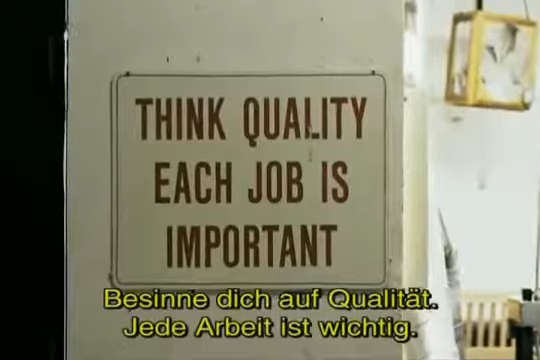 THINK QUALITY
EACH JOB IS
IMPORTANT
Besinne dich auf Qualität.
Jede Arbeit ist wichtig.